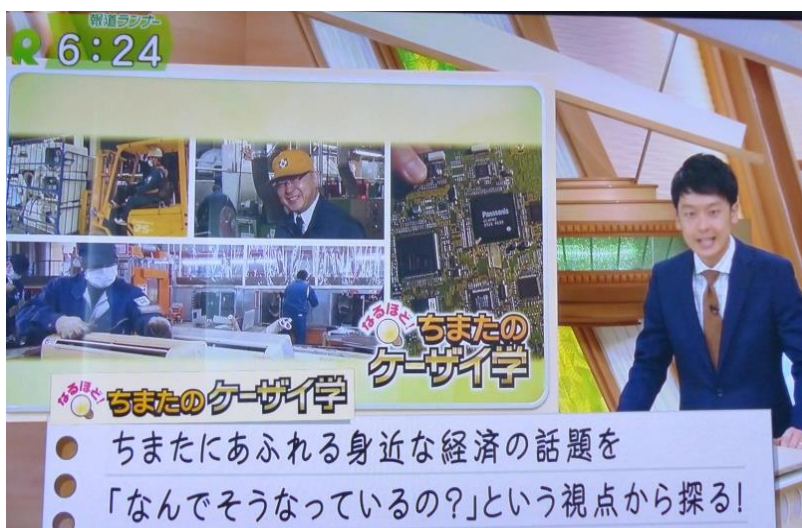 報道ランナー
R 6:24
Panasonic
なるほど!
ちまたの
ケーザイ学
なるほど!
ちまたのケーザイ学
ちまたにあふれる身近な経済の話題を
「なんでそうなっているの?」という視点から探る!